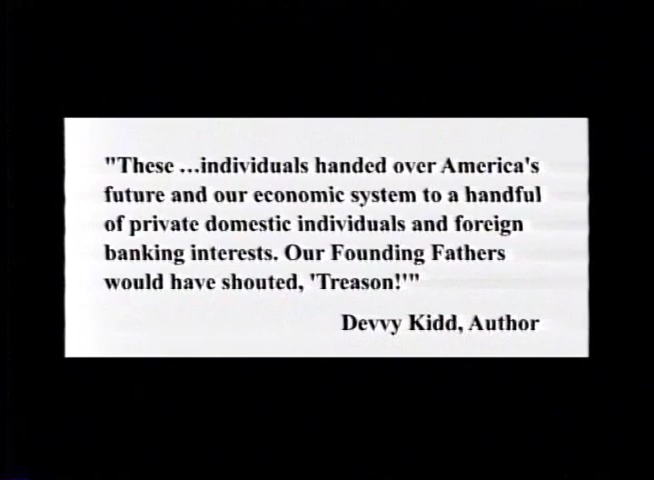 "These ...individuals handed over America's
future and our economic system to a handful
of private domestic individuals and foreign
banking interests. Our Founding Fathers
would have shouted, 'Treason!'"
Devvy Kidd, Author